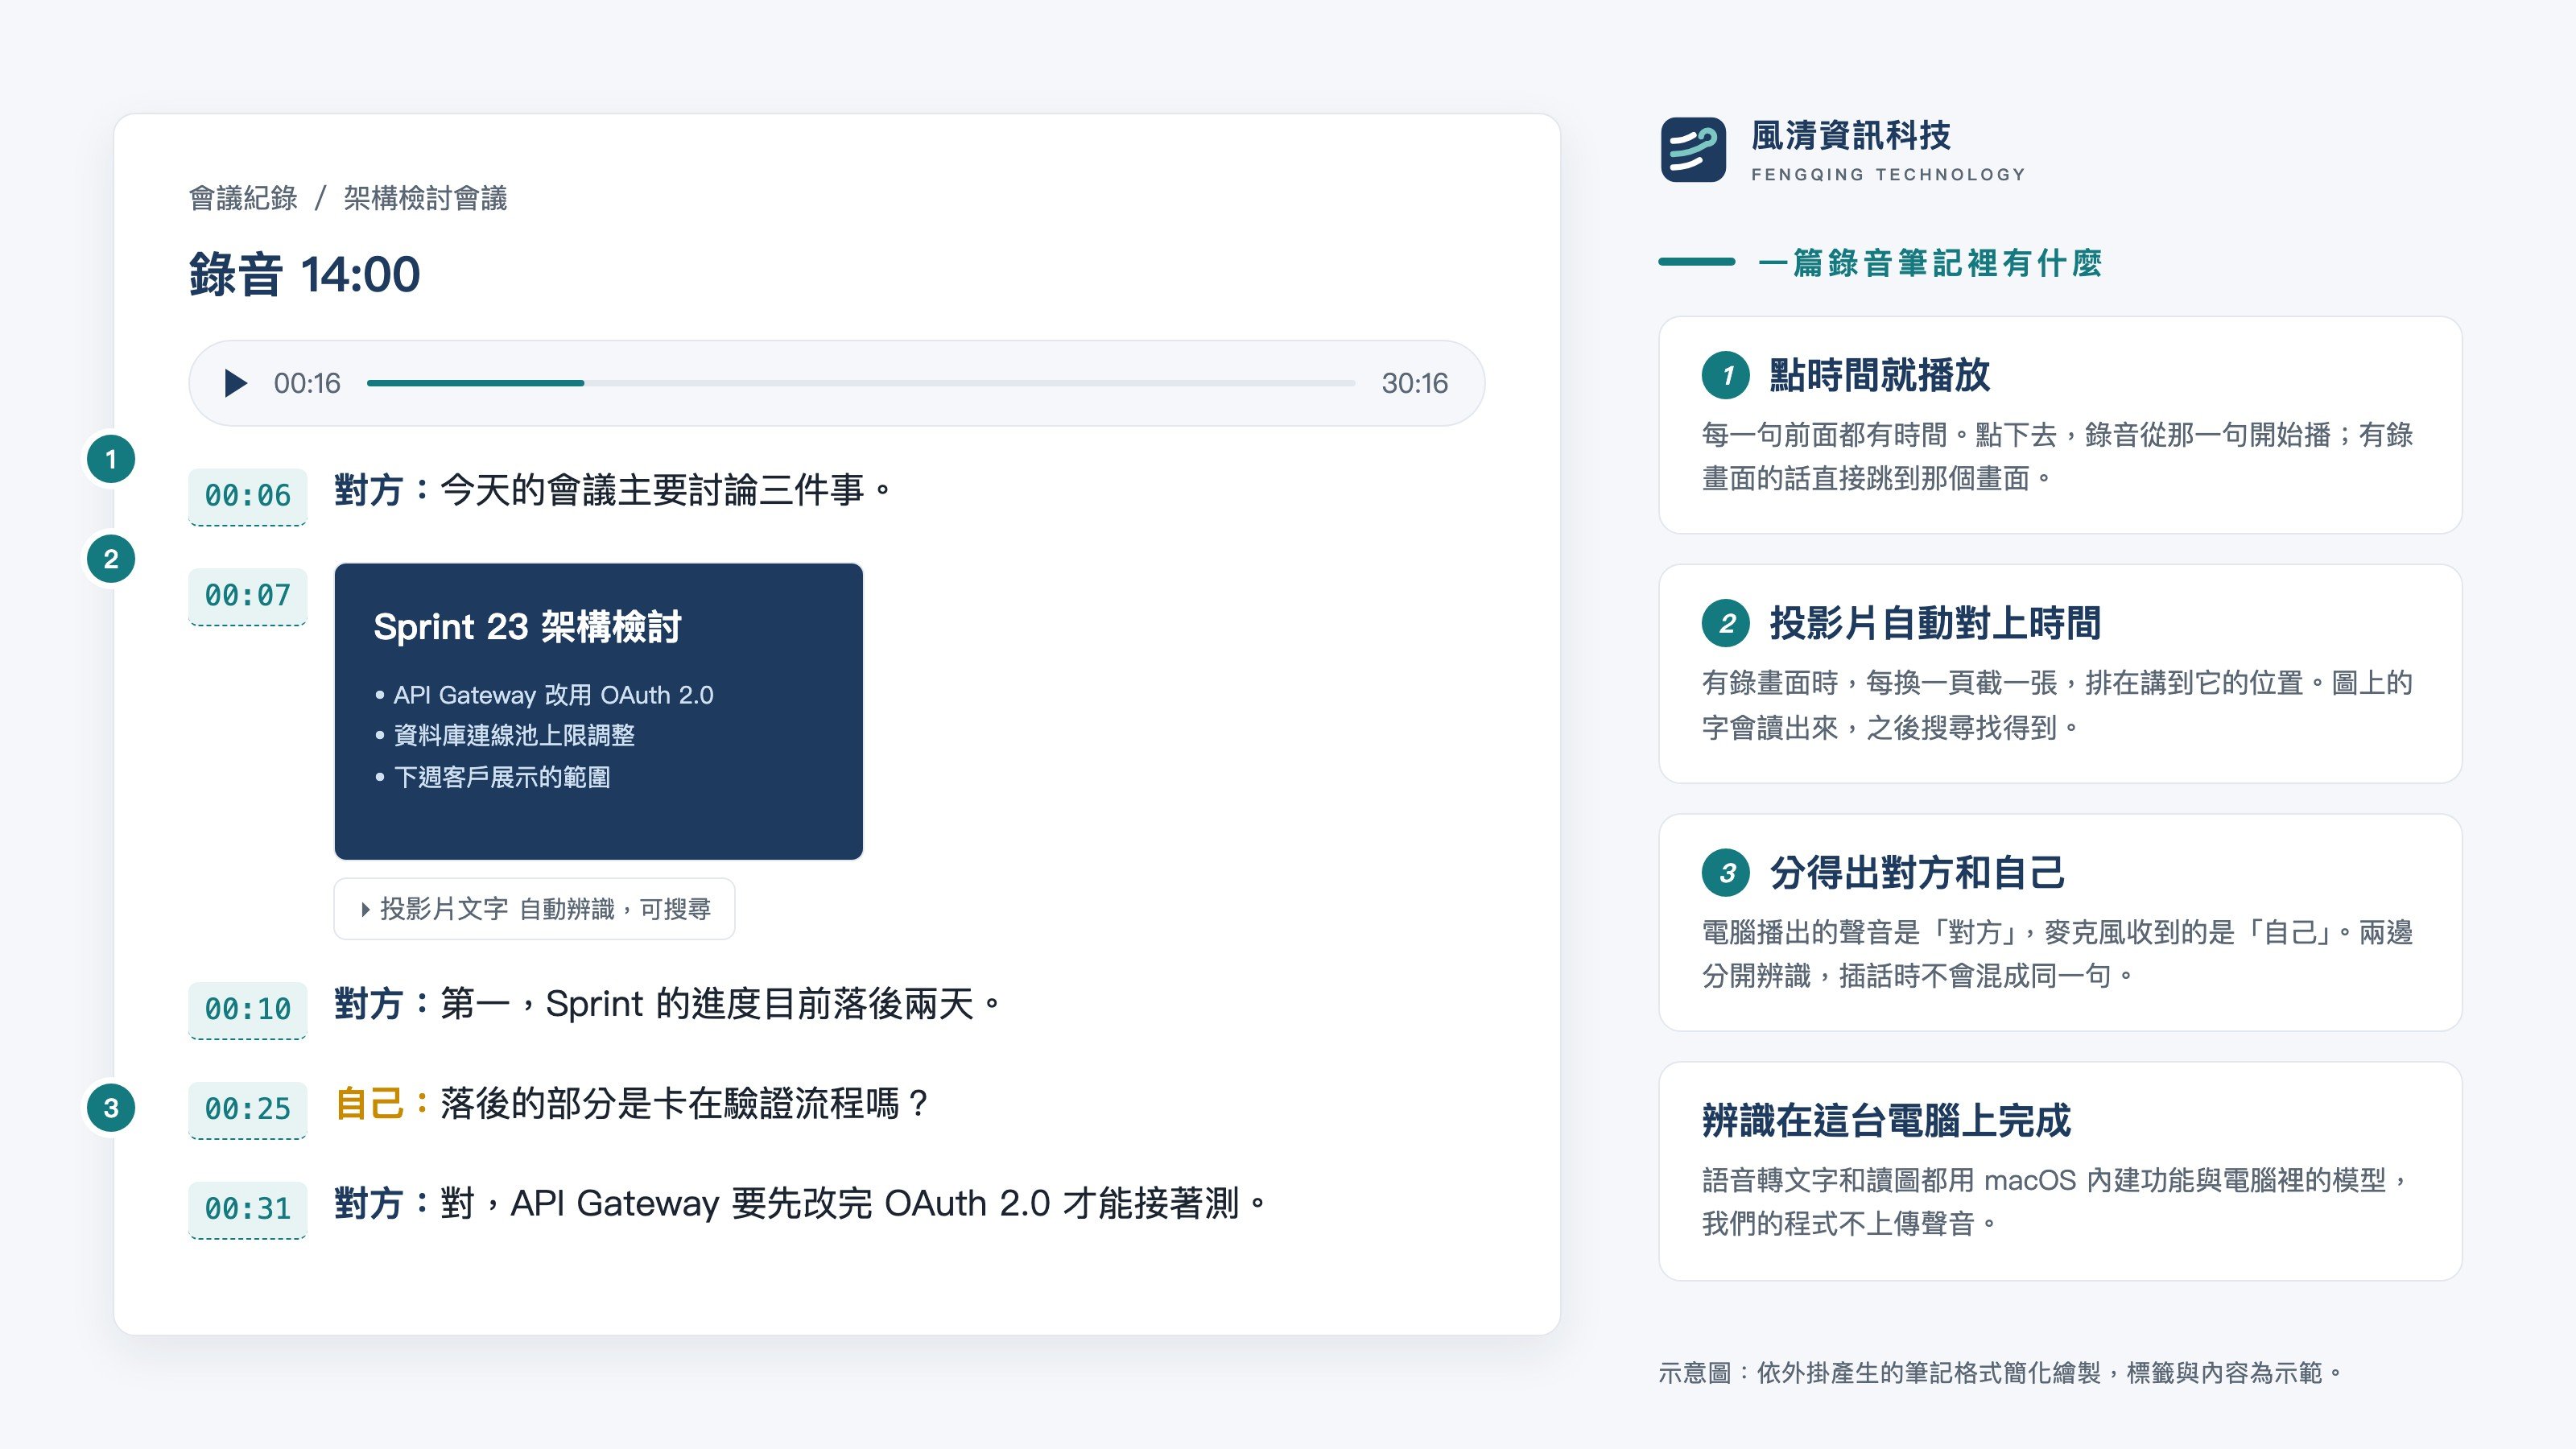 會議紀錄 / 架構檢討會議
錄音 14:00
00:16
30:16
1
00:06
對方：今天的會議主要討論三件事。
2
00:07
Sprint 23 架構檢討
• API Gateway 改用 OAuth 2.0
• 資料庫連線池上限調整
• 下週客戶展示的範圍
投影片文字 自動辨識，可搜尋
00:10
對方：第一，Sprint 的進度目前落後兩天。
3
00:25
自己：落後的部分是卡在驗證流程嗎？
00:31
對方：對，API Gateway 要先改完 OAuth 2.0 才能接著測。
風清資訊科技
FENGQING TECHNOLOGY
一篇錄音筆記裡有什麼
1 點時間就播放
每一句前面都有時間。點下去，錄音從那一句開始播；有錄
畫面的話直接跳到那個畫面。
2 投影片自動對上時間
有錄畫面時，每換一頁截一張，排在講到它的位置。圖上的
字會讀出來，之後搜尋找得到。
3 分得出對方和自己
電腦播出的聲音是「對方」，麥克風收到的是「自己」。兩邊
分開辨識，插話時不會混成同一句。
辨識在這台電腦上完成
語音轉文字和讀圖都用 macOS 內建功能與電腦裡的模型，
我們的程式不上傳聲音。
示意圖：依外掛產生的筆記格式簡化繪製，標籤與內容為示範。